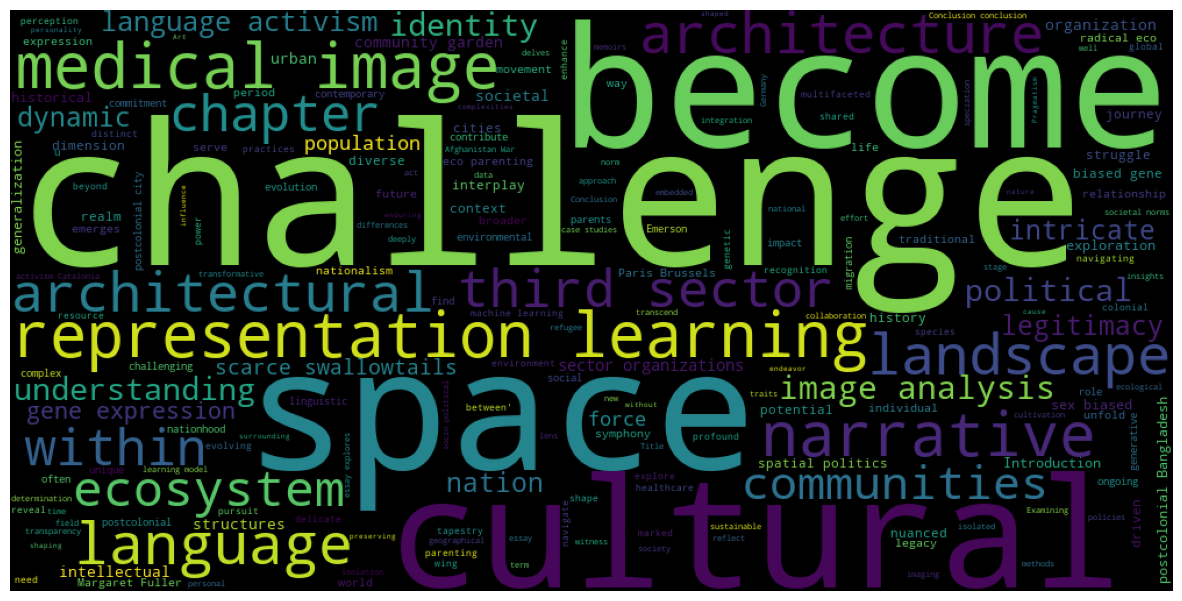 perception
personality
expression
language activism
Art
identity
community garden
shaped
architecture
Conclusion conclusion
organization
radical eco
well
global
medical image
urban
movement
delves
enhance
memoirs
become
way
shared
multifaceted
Germany
speciation
Pragmatism
journey
historical
commitment
period
contemporary
societal
complexities
integration
dynamic
chapter
distinct
dimension
serve
practices
population
cities
contribute
Afghanistan War
norm
life
struggle
generalization
challenge
diverse
eco parenting
act
data
interplay
approach
embedded
biased gene
beyond
postcolonial city
influence
evolution
future
context
parents
Conclusion
national
relationship
nature
realm
emerges
power
enduring
differences
deeply
broader
environmental
case studies
Emerson
genetic
impact
effort
migration
traditional
intricate
societal norms
exploration
navigating
activism Catalonia
transformative
nationalism
Paris Brussels
recognition
stage
insights
architectural
find
third sector
political
resource
machine learning
transcend
collaboration
colonial
cause
refugee
history
species
legitimacy
representation learning
landscape
complex
challenging
scarce swallowtails
environment
sector organizations
endeavor
social
ecological
understanding
linguistic
socio political
between'
space
new
without
traits
image analysis
role
sex biased
cultivation
potential
individual
unfold
generative
gene expression
nationhood
force
symphony
profound
Title
lens
within
evolving
surrounding
essay explores
narrative
often
unique
learning model
spatial politics
Introduction
ongoing
reveal
determination
time
pursuit
ecosystem
nation
explore
healthcare
communities
postcolonial Bangladesh
transparency
field
postcolonial
structures
delicate
tapestry
geographical
shape
navigate
marked
sustainable
reflect
isolated
Examining
policies
driven
shaping
preserving
language
cultural
essay
witness
society
nuanced
legacy
need
intellectual
Margaret Fuller
isolation
world
personal
parenting
wing
term
imaging
methods